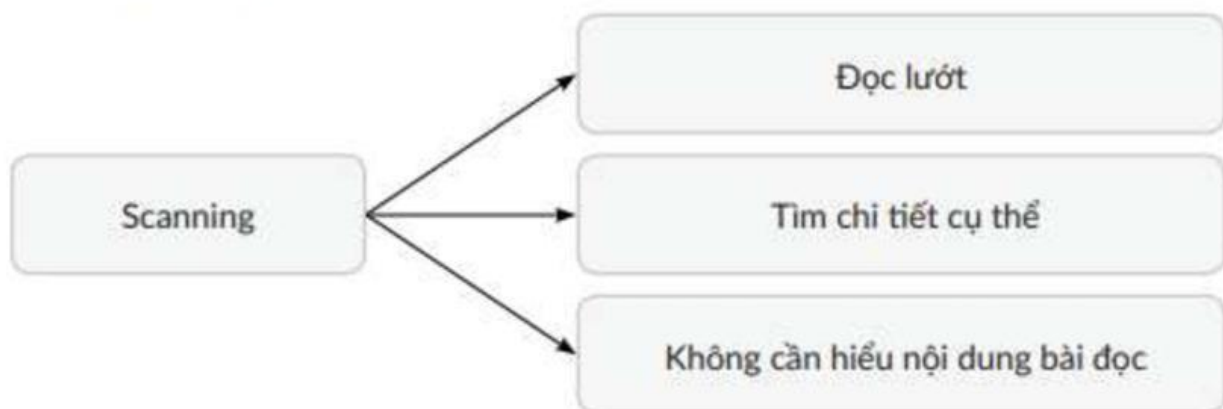 Đọc lướt
Scanning
Tìm chi tiết cụ thể
Không cần hiểu nội dung bài đọc